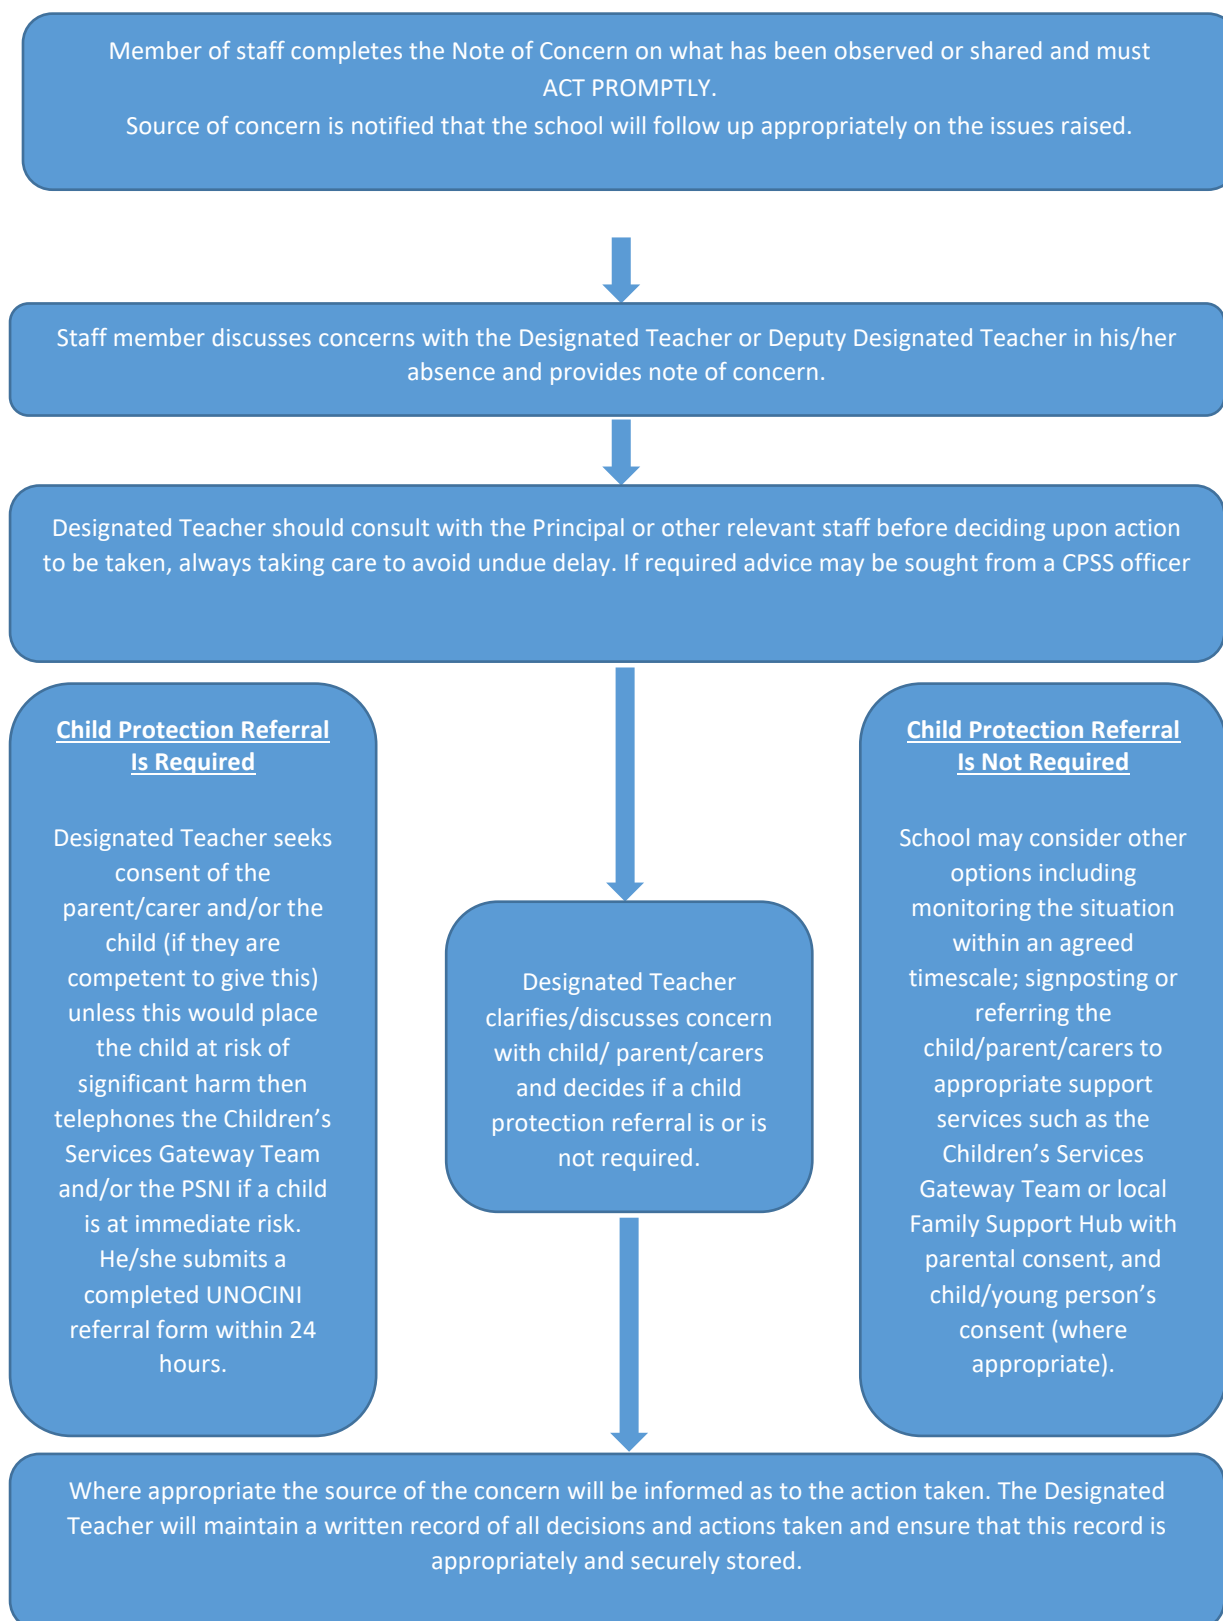 Member of staff completes the Note of Concern on what has been observed or shared and must
ACT PROMPTLY.
Source of concern is notified that the school will follow up appropriately on the issues raised.
Staff member discusses concerns with the Designated Teacher or Deputy Designated Teacher in his/her
absence and provides note of concern.
Designated Teacher should consult with the Principal or other relevant staff before deciding upon action
to be taken, always taking care to avoid undue delay. If required advice may be sought from a CPSS officer
Child Protection Referral
Is Required
Designated Teacher seeks
consent of the
parent/carer and/or the
child (if they are
competent to give this)
unless this would place
the child at risk of
significant harm then
telephones the Children’s
Services Gateway Team
and/or the PSNI if a child
is at immediate risk.
He/she submits a
completed UNOCINI
referral form within 24
hours.
Designated Teacher
clarifies/discusses concern
with child/ parent/carers
and decides if a child
protection referral is or is
not required.
Child Protection Referral
Is Not Required
School may consider other
options including
monitoring the situation
within an agreed
timescale; signposting or
referring the
child/parent/carers to
appropriate support
services such as the
Children’s Services
Gateway Team or local
Family Support Hub with
parental consent, and
child/young person’s
consent (where
appropriate).
Where appropriate the source of the concern will be informed as to the action taken. The Designated
Teacher will maintain a written record of all decisions and actions taken and ensure that this record is
appropriately and securely stored.